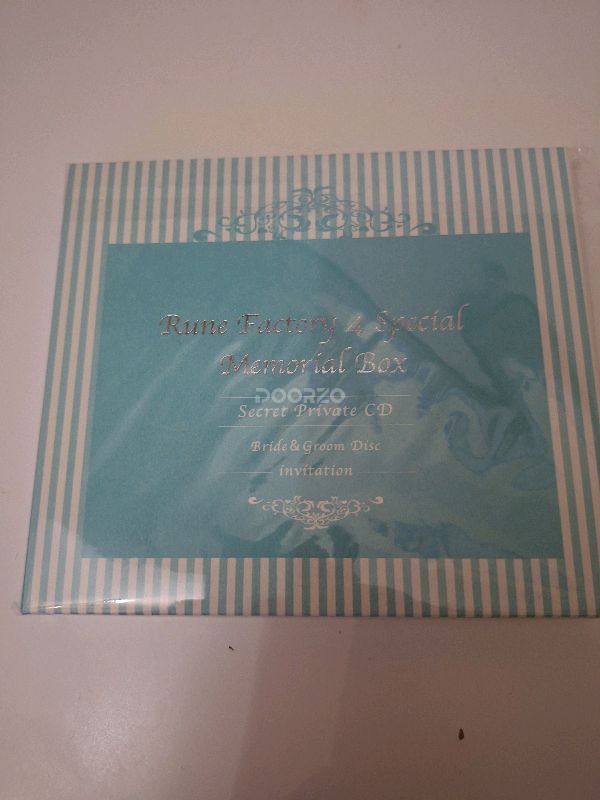 Rune Factory 4 Special
Memorial Box
DOORZO
Secret Private CD
Bride & Groom Disc
invitation